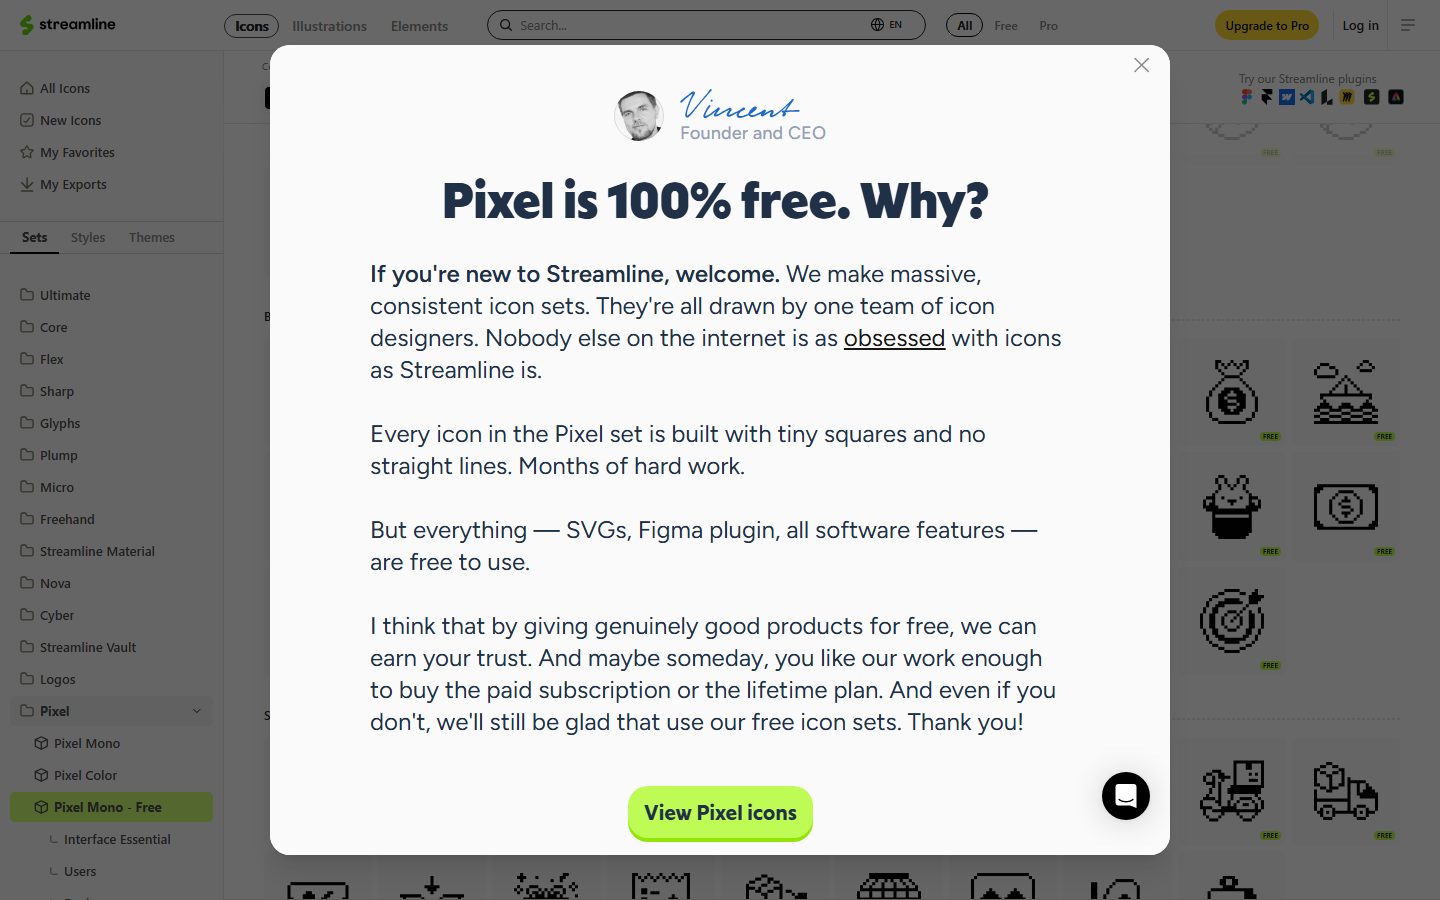 streamline
Icons
Illustrations
Elements
Search...
EN
All
Free
Pro
Upgrade to Pro
Log in
All Icons
New Icons
My Favorites
My Exports
Try our Streamline plugins
Sets
Styles
Themes
Ultimate
Core
Flex
Sharp
Glyphs
Plump
Micro
Freehand
Streamline Material
Nova
Cyber
Streamline Vault
Logos
Pixel
Pixel Mono
Pixel Color
Pixel Mono - Free
Interface Essential
Users
Vincent
Founder and CEO
Pixel is 100% free. Why?
If you're new to Streamline, welcome. We make massive,
consistent icon sets. They're all drawn by one team of icon
designers. Nobody else on the internet is as obsessed with icons
as Streamline is.
Every icon in the Pixel set is built with tiny squares and no
straight lines. Months of hard work.
But everything — SVGs, Figma plugin, all software features —
are free to use.
I think that by giving genuinely good products for free, we can
earn your trust. And maybe someday, you like our work enough
to buy the paid subscription or the lifetime plan. And even if you
don't, we'll still be glad that use our free icon sets. Thank you!
View Pixel icons
FREE
FREE
FREE
FREE
FREE
FREE
FREE
FREE
FREE